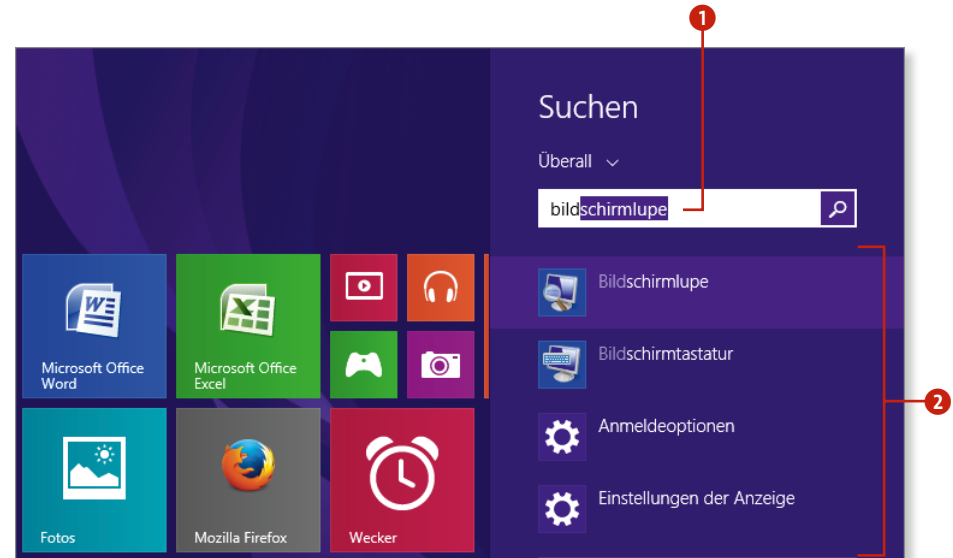 1
Suchen
Überall
bildschirmlupe
Bildschirmlupe
Bildschirmtastatur
Anmeldeoptionen
Einstellungen der Anzeige
2
Microsoft Office
Word
Microsoft Office
Excel
Fotos
Mozilla Firefox
Wecker